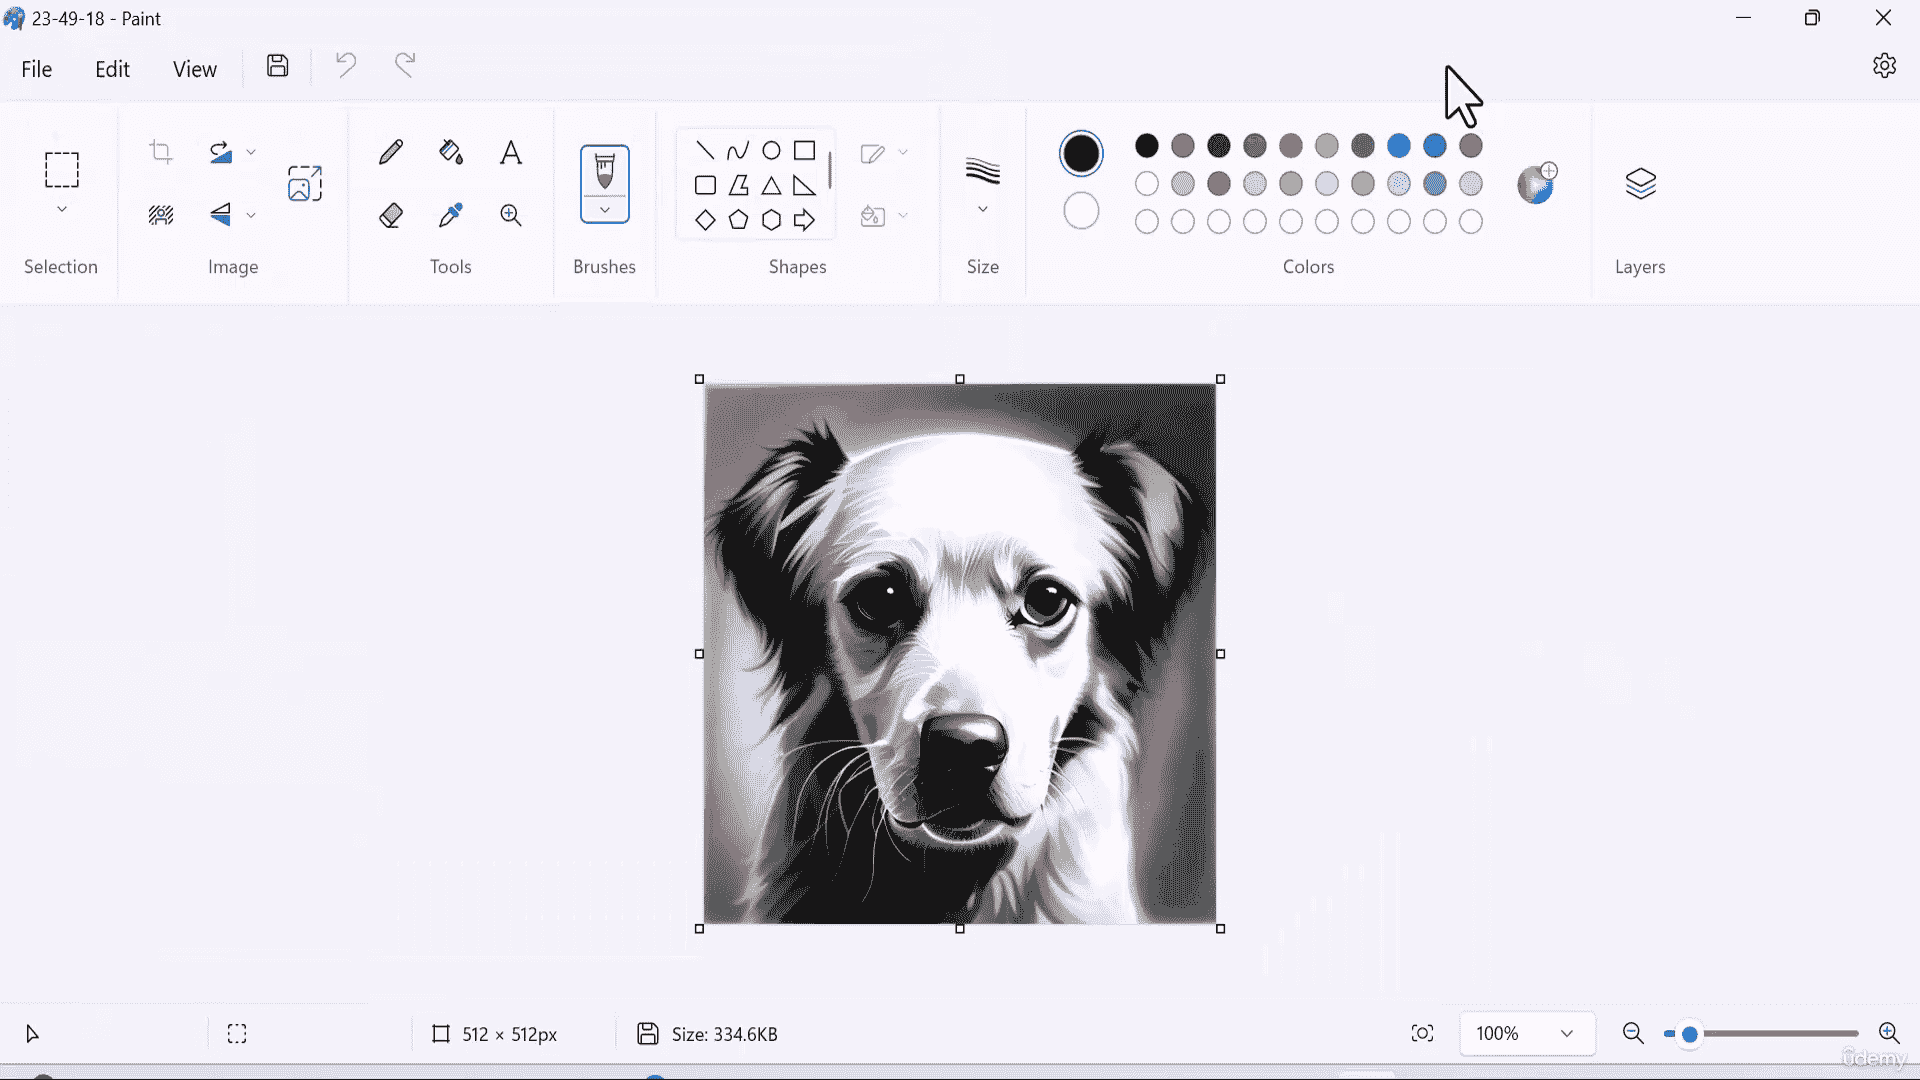 23-49-18 - Paint
File Edit View
Selection Image Tools Brushes Shapes Size Colors Layers
512 × 512px Size: 334.6KB 100%
ûdemy